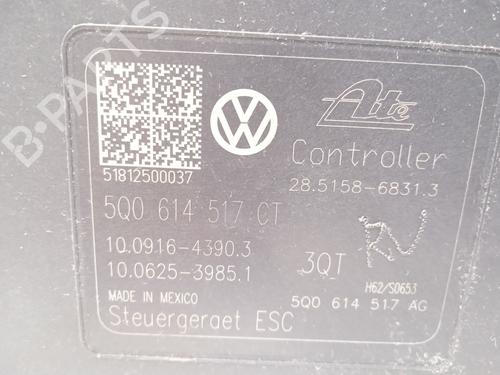 B-PARTS
Ate
51812500037
Controller
28.5158-6831.3
5Q0 614 517 CT
10.0916-4390.3
10.0625-3985.1
3QT
H62/S0653
MADE IN MEXICO
5Q0 614 517 AG
Steuergeraet ESC